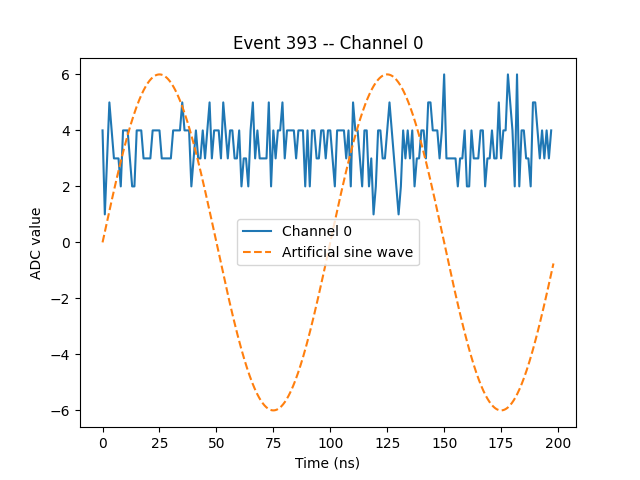 Event 393 -- Channel 0
ADC value
6
4
2
0
−2
−4
−6
Channel 0
Artificial sine wave
0 25 50 75 100 125 150 175 200
Time (ns)